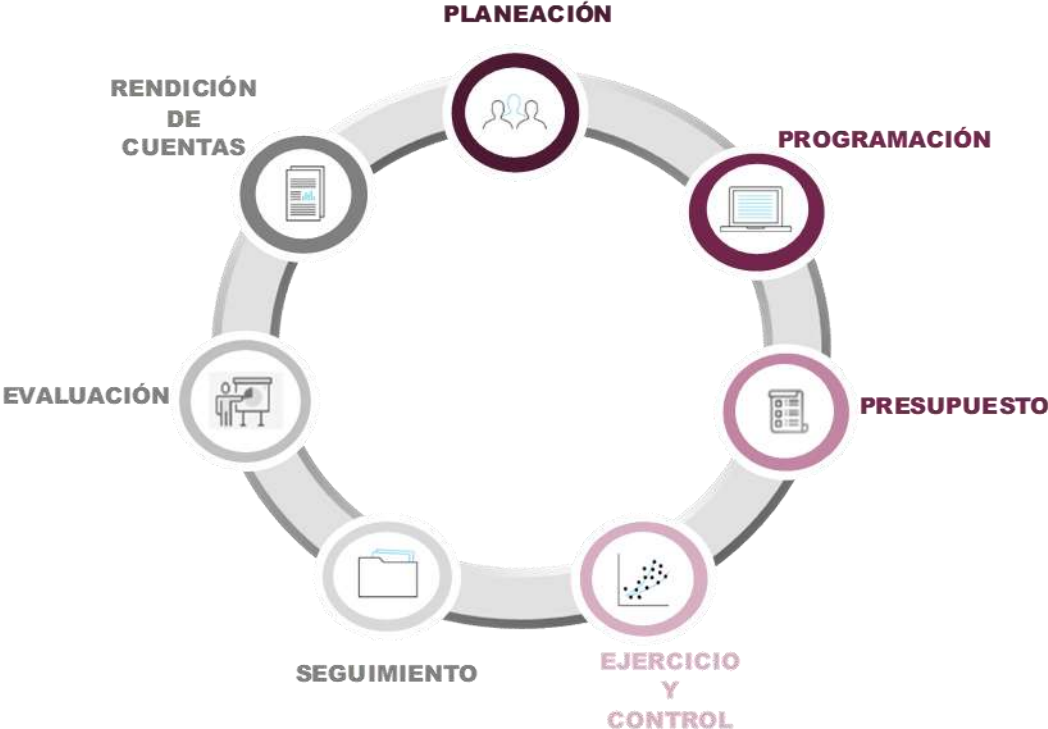 PLANEACIÓN
PROGRAMACIÓN
PRESUPUESTO
EJERCICIO
Y
CONTROL
SEGUIMIENTO
EVALUACIÓN
RENDICIÓN
DE
CUENTAS